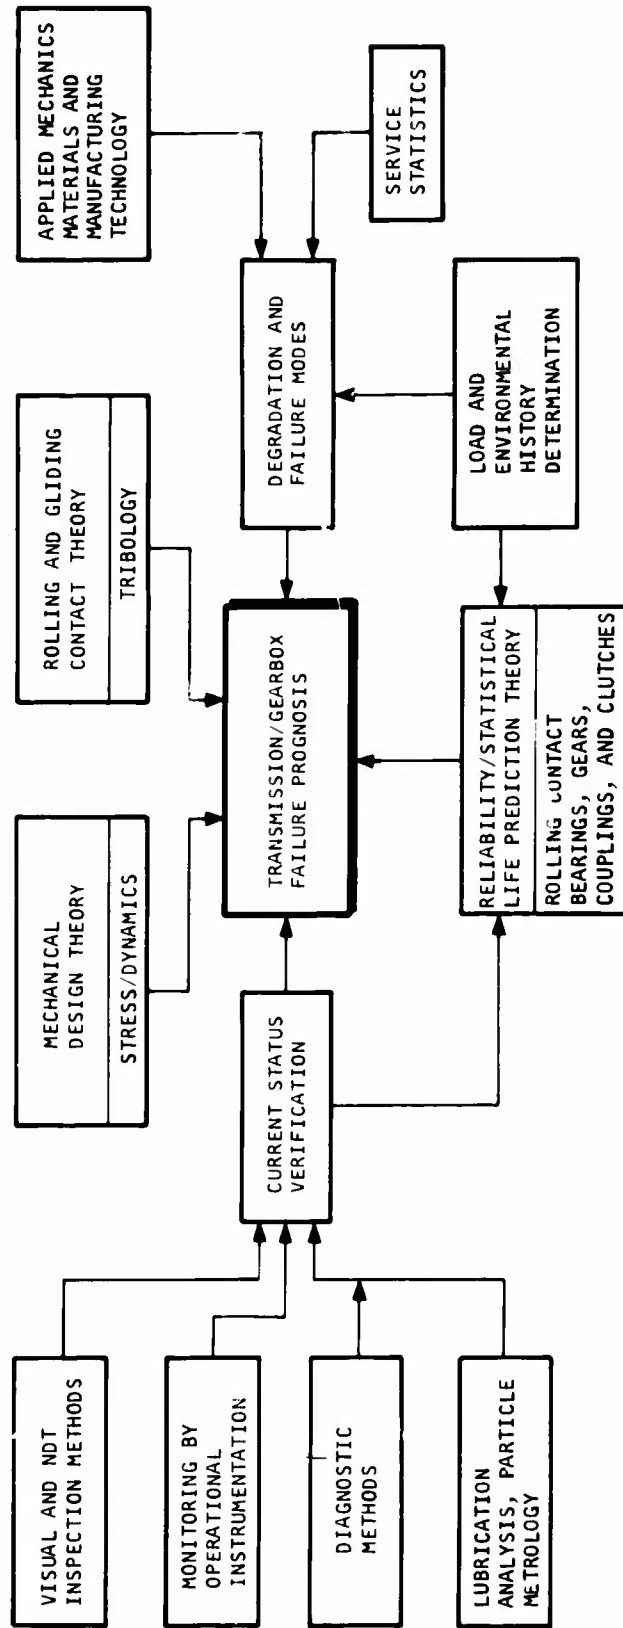 VISUAL AND NDT
INSPECTION METHODS
MONITORING BY
OPERATIONAL
INSTRUMENTATION
DIAGNOSTIC
METHODS
LUBRICATION
ANALYSIS, PARTICLE
METROLOGY
CURRENT STATUS
VERIFICATION
MECHANICAL
DESIGN THEORY
STRESS/DYNAMICS
ROLLING AND GLIDING
CONTACT THEORY
TRIBOLOGY
TRANSMISSION/GEARBOX
FAILURE PROGNOSIS
RELIABILITY/STATISTICAL
LIFE PREDICTION THEORY
ROLLING CONTACT
BEARINGS, GEARS,
COUPLINGS, AND CLUTCHES
APPLIED MECHANICS
MATERIALS AND
MANUFACTURING
TECHNOLOGY
DEGRADATION AND
FAILURE MODES
SERVICE
STATISTICS
LOAD AND
ENVIRONMENTAL
HISTORY
DETERMINATION